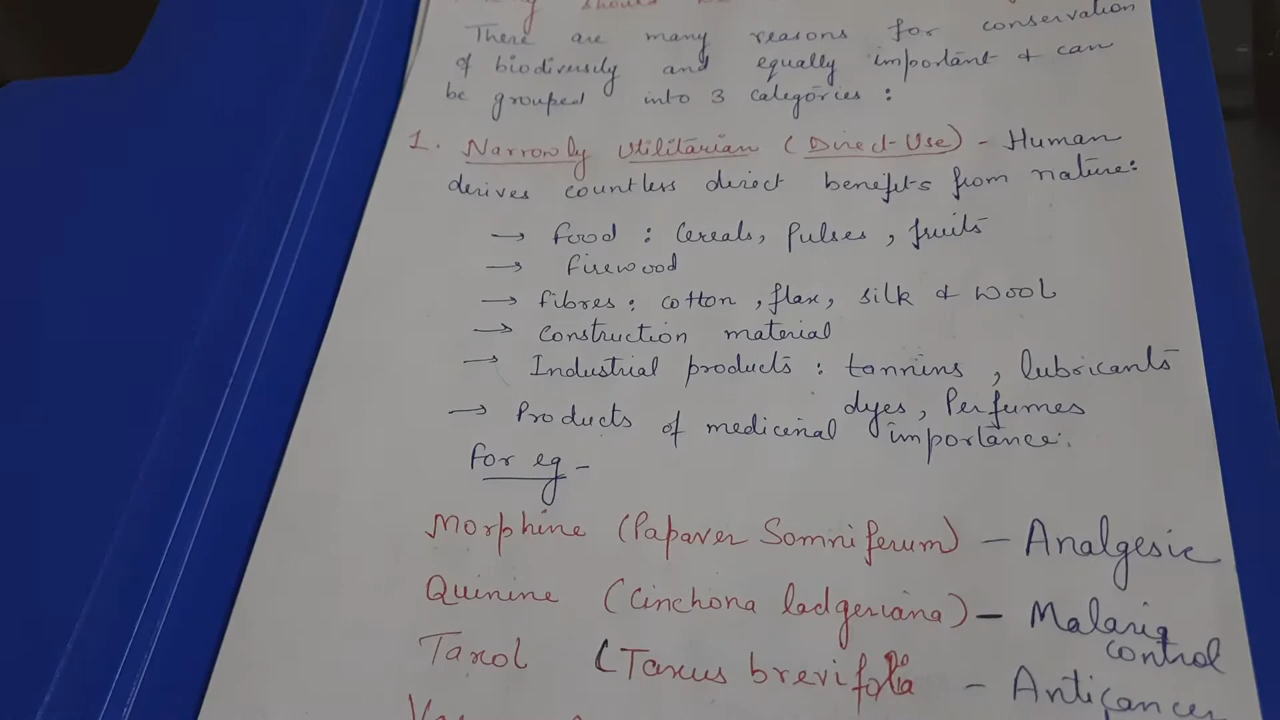 should
There are many reasons for conservation
of biodiversity and equally important & can
be grouped into 3 categories :
1. Narrowly Utilitarian (Direct-Use) - Human
derives countless direct benefits from nature:
→ food : Cereals, Pulses, fruits
→ firewood
→ fibres : cotton, flax, silk & wool
→ Construction material
→ Industrial products : tannins, lubricants
dyes, Perfumes
→ Products of medicinal importance.
for eg -
Morphine (Papaver Somniferum) - Analgesic
Quinine (Cinchona ledgeriana) - Malaria
control
Taxol (Taxus brevifolia - Anticancer